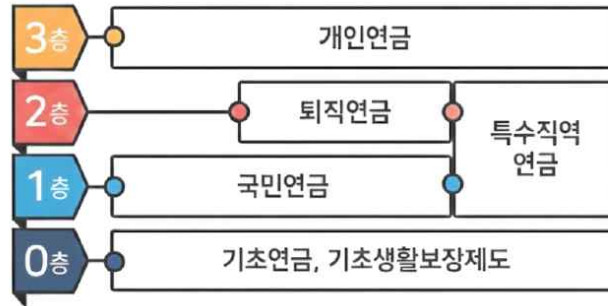 3층
개인연금
2층
퇴직연금
특수직역
연금
1층
국민연금
0층
기초연금, 기초생활보장제도